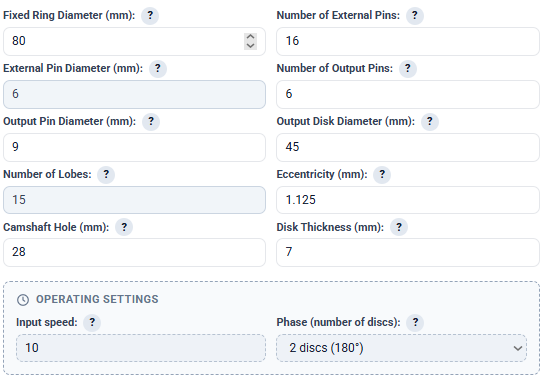 Fixed Ring Diameter (mm): ? Number of External Pins: ?
80 16
External Pin Diameter (mm): ? Number of Output Pins: ?
6 6
Output Pin Diameter (mm): ? Output Disk Diameter (mm): ?
9 45
Number of Lobes: ? Eccentricity (mm): ?
15 1.125
Camshaft Hole (mm): ? Disk Thickness (mm): ?
28 7
OPERATING SETTINGS
Input speed: ? Phase (number of discs): ?
10 2 discs (180°)